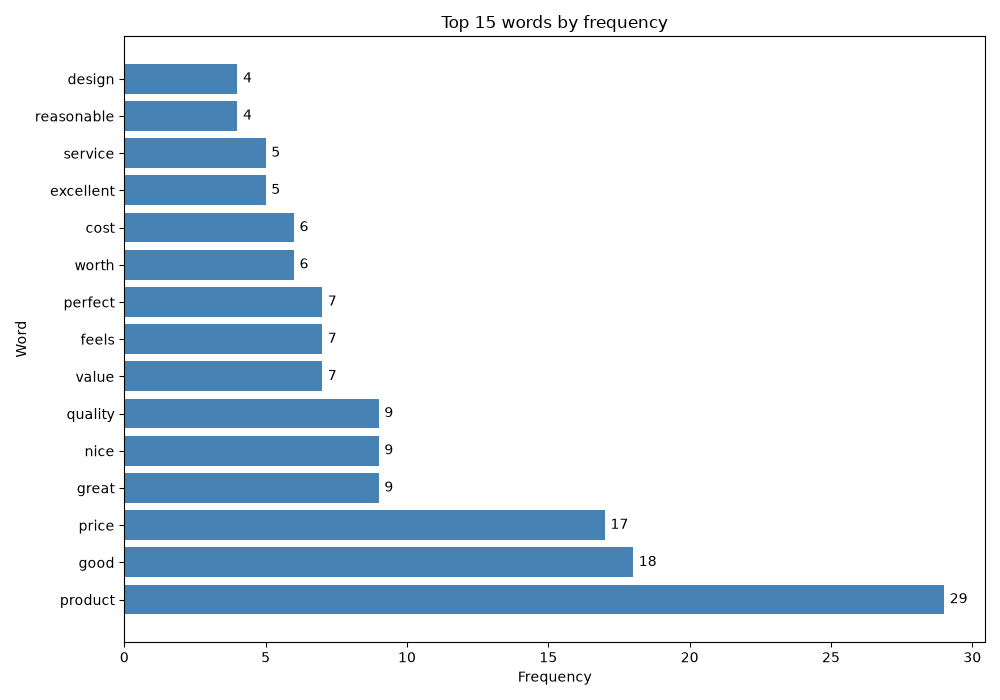 Top 15 words by frequency
Word
design 4
reasonable 4
service 5
excellent 5
cost 6
worth 6
perfect 7
feels 7
value 7
quality 9
nice 9
great 9
price 17
good 18
product 29
0 5 10 15 20 25 30
Frequency